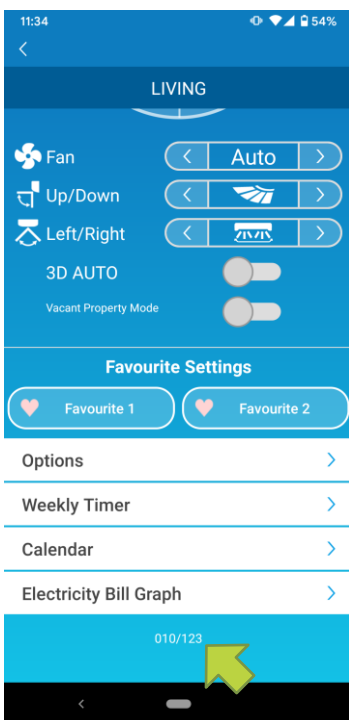 11:34 54%
LIVING
Fan Auto
Up/Down
Left/Right
3D AUTO
Vacant Property Mode
Favourite Settings
Favourite 1 Favourite 2
Options
Weekly Timer
Calendar
Electricity Bill Graph
010/123